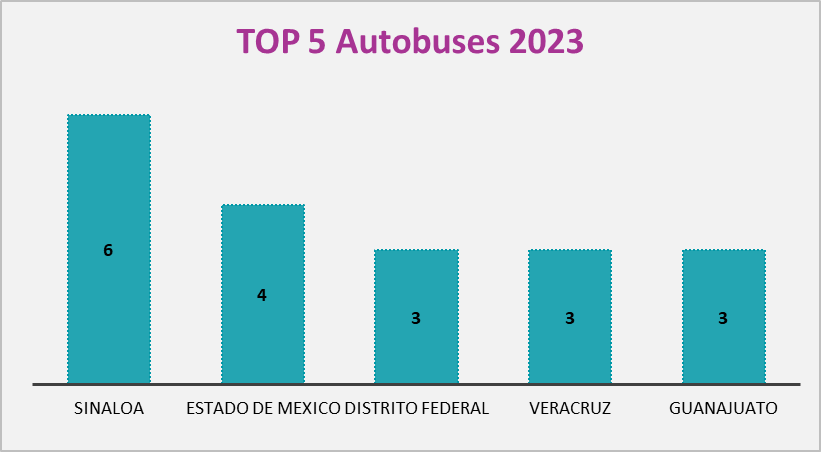 TOP 5 Autobuses 2023
6
4
3
3
3
SINALOA
ESTADO DE MEXICO
DISTRITO FEDERAL
VERACRUZ
GUANAJUATO